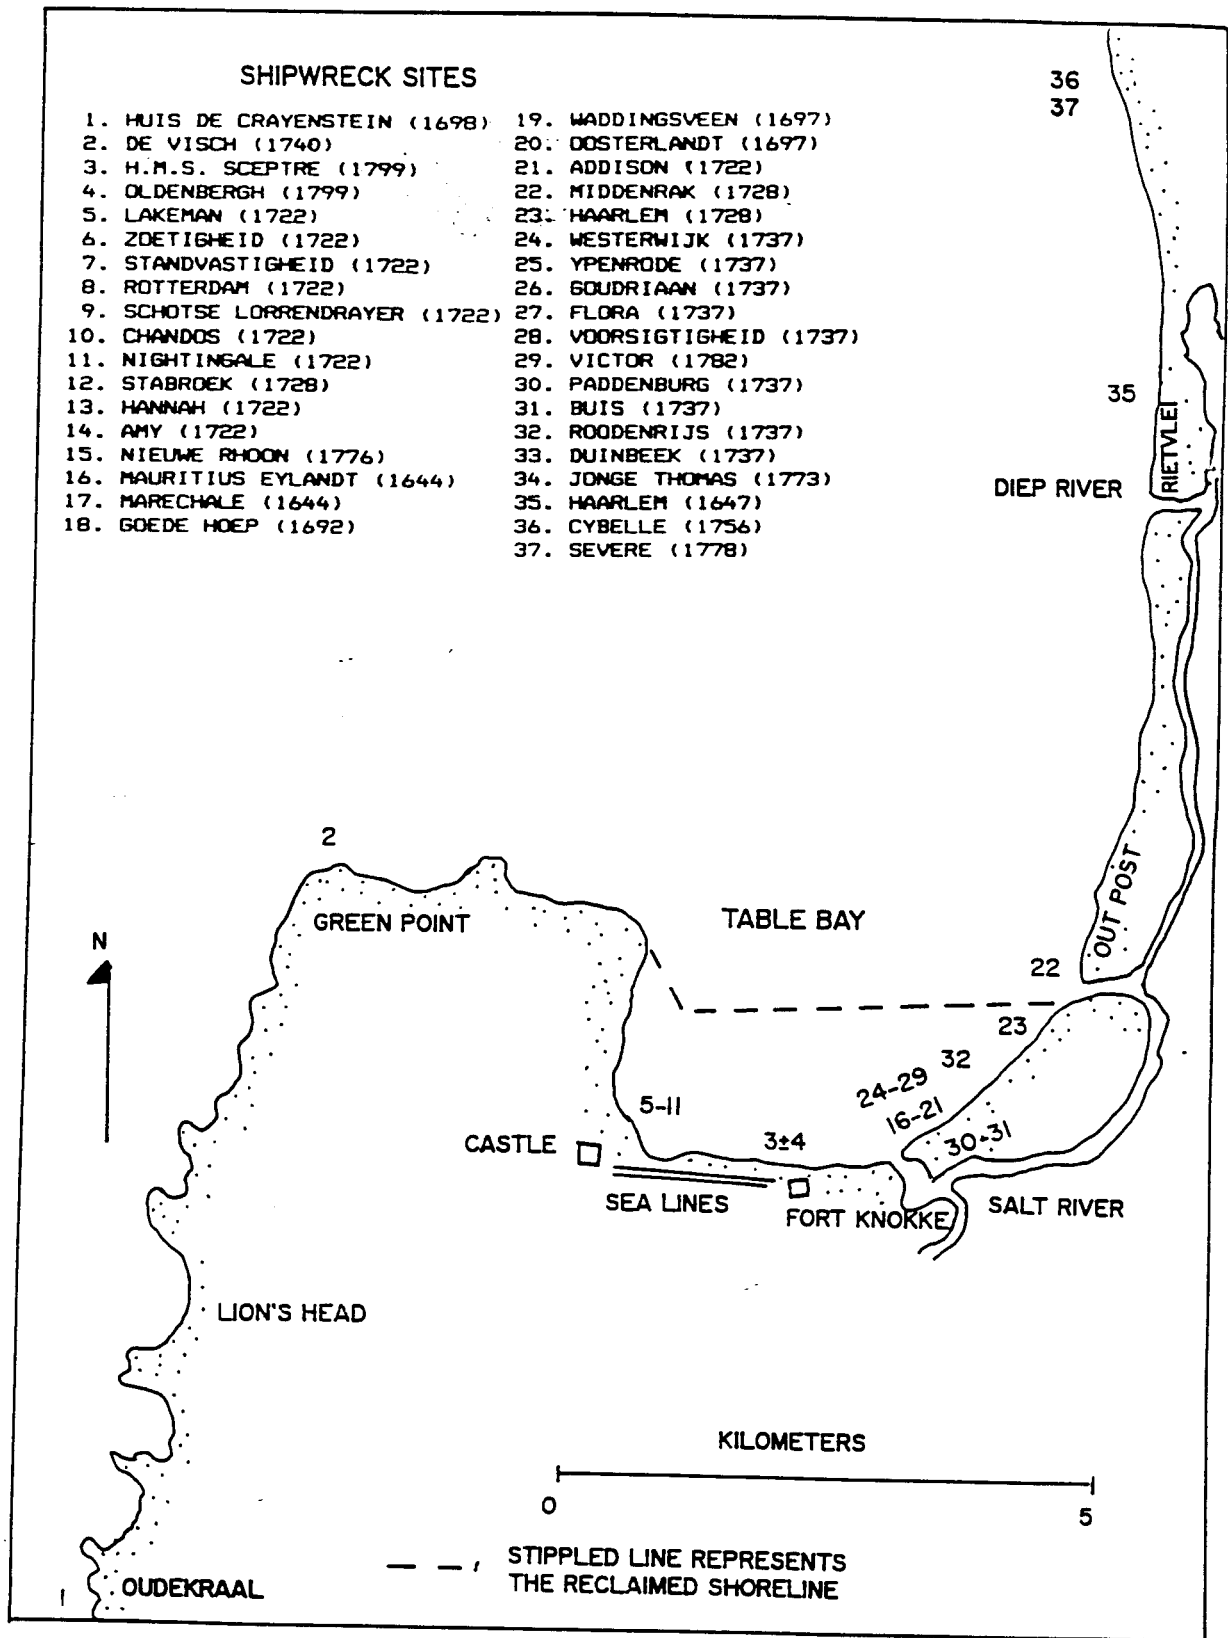 SHIPWRECK SITES
1. HUIS DE CRAYENSTEIN (1698)
2. DE VISCH (1740)
3. H.M.S. SCEPTRE (1799)
4. OLDENBERGH (1799)
5. LAKEMAN (1722)
6. ZOETIGHEID (1722)
7. STANDVASTIGHEID (1722)
8. ROTTERDAM (1722)
9. SCHOTSE LORRENDRAYER (1722)
10. CHANDOS (1722)
11. NIGHTINGALE (1722)
12. STABROEK (1728)
13. HANNAH (1722)
14. AMY (1722)
15. NIEUWE RHOON (1776)
16. MAURITIUS EYLANDT (1644)
17. MARECHALE (1644)
18. GOEDE HOEP (1692)
19. WADDINGSVEEN (1697)
20. OOSTERLANDT (1697)
21. ADDISON (1722)
22. MIDDENRAK (1728)
23. HAARLEM (1728)
24. WESTERWIJK (1737)
25. YPENRODE (1737)
26. GOUDRIAAN (1737)
27. FLORA (1737)
28. VOORSIGTIGHEID (1737)
29. VICTOR (1782)
30. PADDENBURG (1737)
31. BUIS (1737)
32. ROODENRIJS (1737)
33. DUINBEEK (1737)
34. JONGE THOMAS (1773)
35. HAARLEM (1647)
36. CYBELLE (1756)
37. SEVERE (1778)
36
37
35
RIETVLEI
DIEP RIVER
2
GREEN POINT
TABLE BAY
OUT POST
N
22
23
32
24-29
16-21
30+31
5-11
3±4
CASTLE
SEA LINES
FORT KNOKKE
SALT RIVER
LION'S HEAD
KILOMETERS
0
5
STIPPLED LINE REPRESENTS
THE RECLAIMED SHORELINE
1
OUDEKRAAL